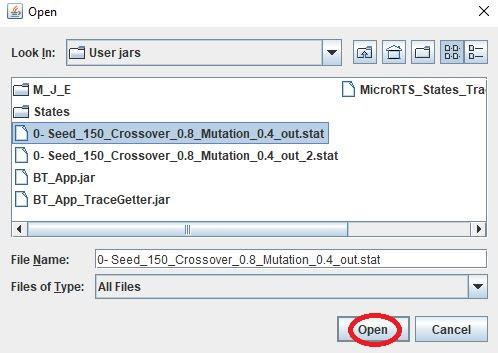 Open
Look In: User jars
M_J_E
MicroRTS_States_Tra
States
0- Seed_150_Crossover_0.8_Mutation_0.4_out.stat
0- Seed_150_Crossover_0.8_Mutation_0.4_out_2.stat
BT_App.jar
BT_App_TraceGetter.jar
File Name: 0- Seed_150_Crossover_0.8_Mutation_0.4_out.stat
Files of Type: All Files
Open Cancel